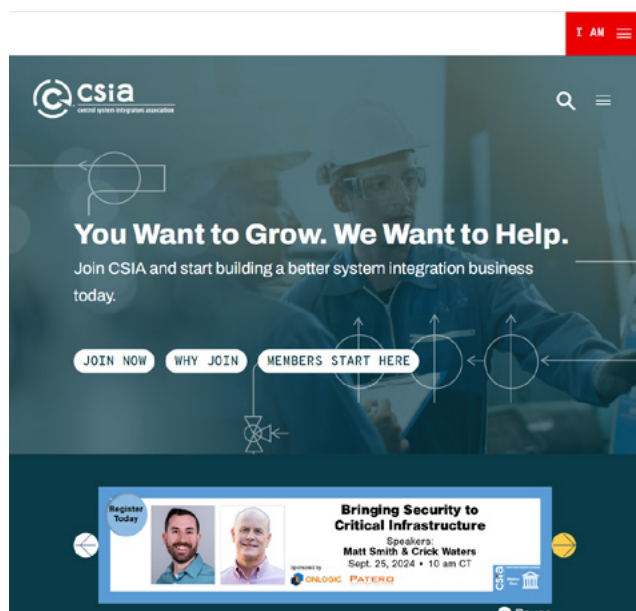 I AM
csia
control system integrators association
You Want to Grow. We Want to Help.
Join CSIA and start building a better system integration business
today.
JOIN NOW
WHY JOIN
MEMBERS START HERE
Register
Today
Bringing Security to
Critical Infrastructure
Speakers:
Matt Smith & Crick Waters
Sept. 25, 2024 • 10 am CT
Sponsored by
ONLOGIC
PATERO
csia